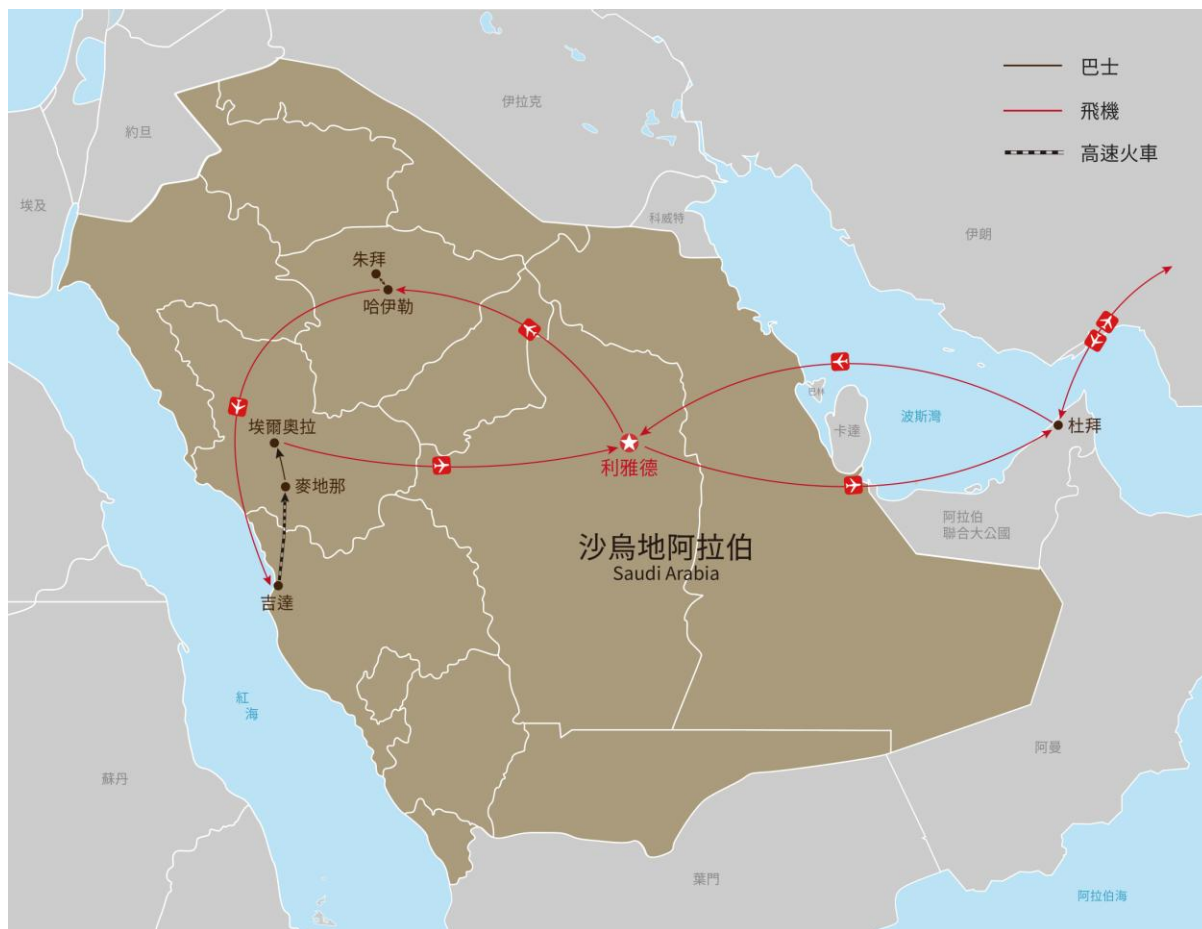 巴士
飛機
高速火車
伊拉克
約旦
埃及
科威特
伊朗
朱拜
哈伊勒
巴林
卡達
波斯灣
杜拜
埃爾奧拉
利雅德
麥地那
阿拉伯
聯合大公國
沙烏地阿拉伯
Saudi Arabia
吉達
紅
海
蘇丹
阿曼
葉門
阿拉伯海